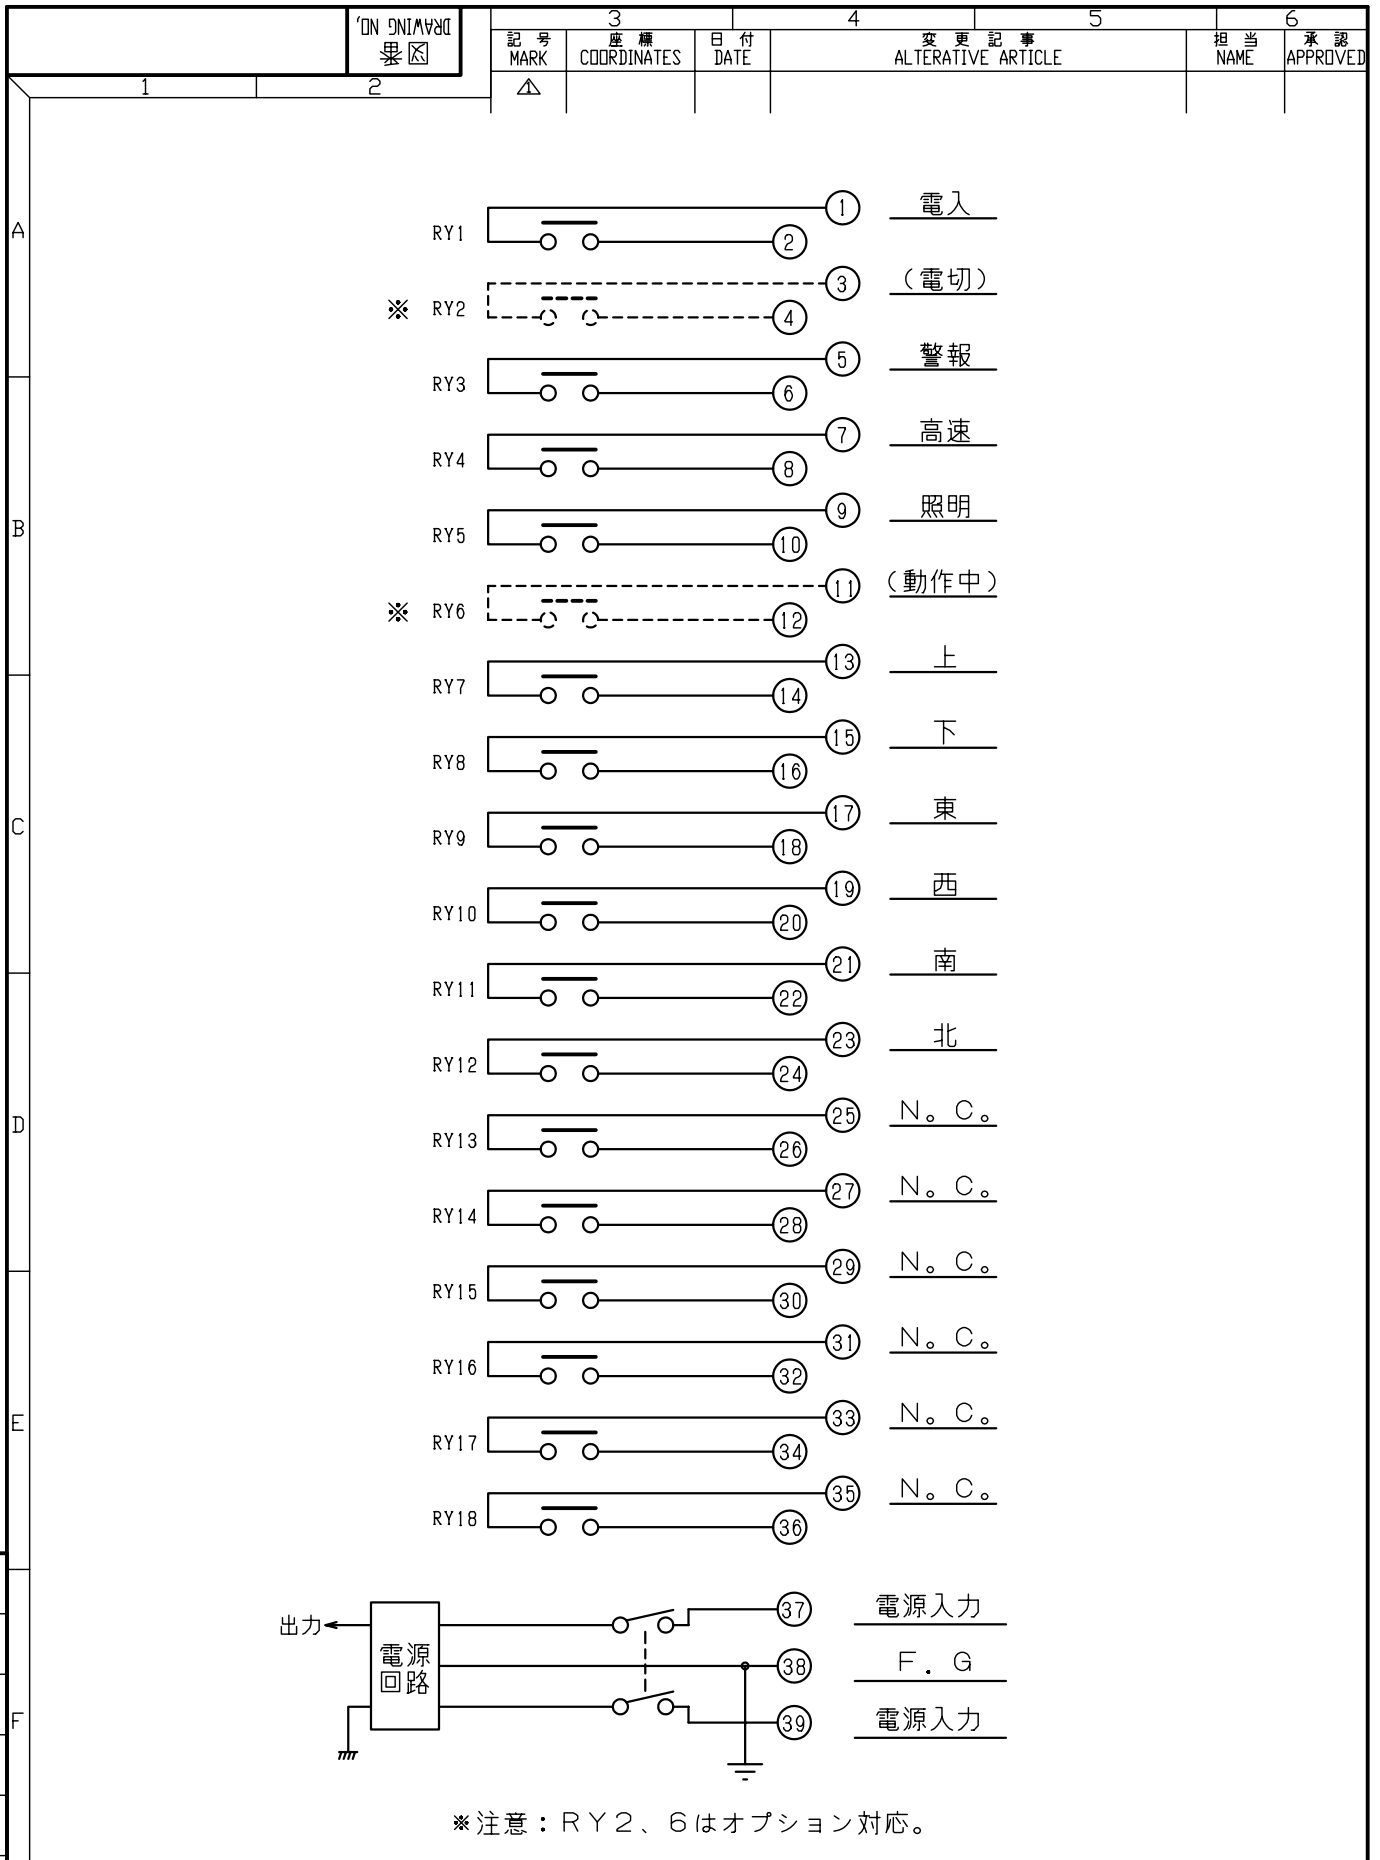 DRAWING NO,
図番
3 4 5 6
記号 座標 日付 変更記事 担当 承認
MARK COORDINATES DATE ALTERATIVE ARTICLE NAME APPROVED
1 2
1
A
RY1 1 電入
2
※ RY2 3 (電切)
4
RY3 5 警報
6
RY4 7 高速
8
B
RY5 9 照明
10
※ RY6 11 (動作中)
12
RY7 13 上
14
RY8 15 下
16
C
RY9 17 東
18
RY10 19 西
20
RY11 21 南
22
RY12 23 北
24
D
RY13 25 N。C。
26
RY14 27 N。C。
28
RY15 29 N。C。
30
RY16 31 N。C。
32
E
RY17 33 N。C。
34
RY18 35 N。C。
36
出力 電源回路 37 電源入力
38 F.G
F
39 電源入力
※注意:RY2、6はオプション対応。